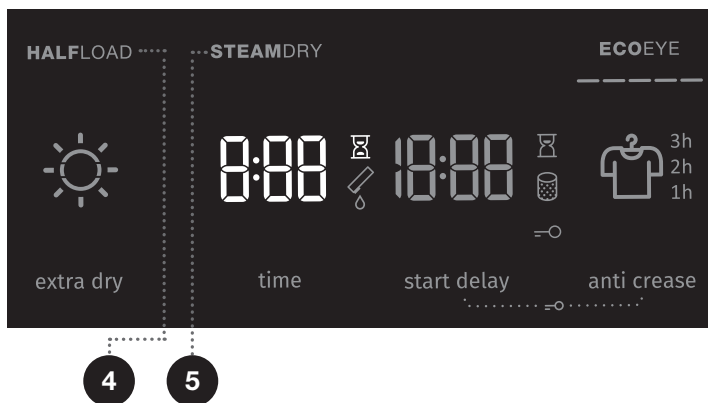 HALFLOAD STEAMDRY ECOEYE
8:88 18:88 3h
2h
1h
extra dry time start delay anti crease
4 5